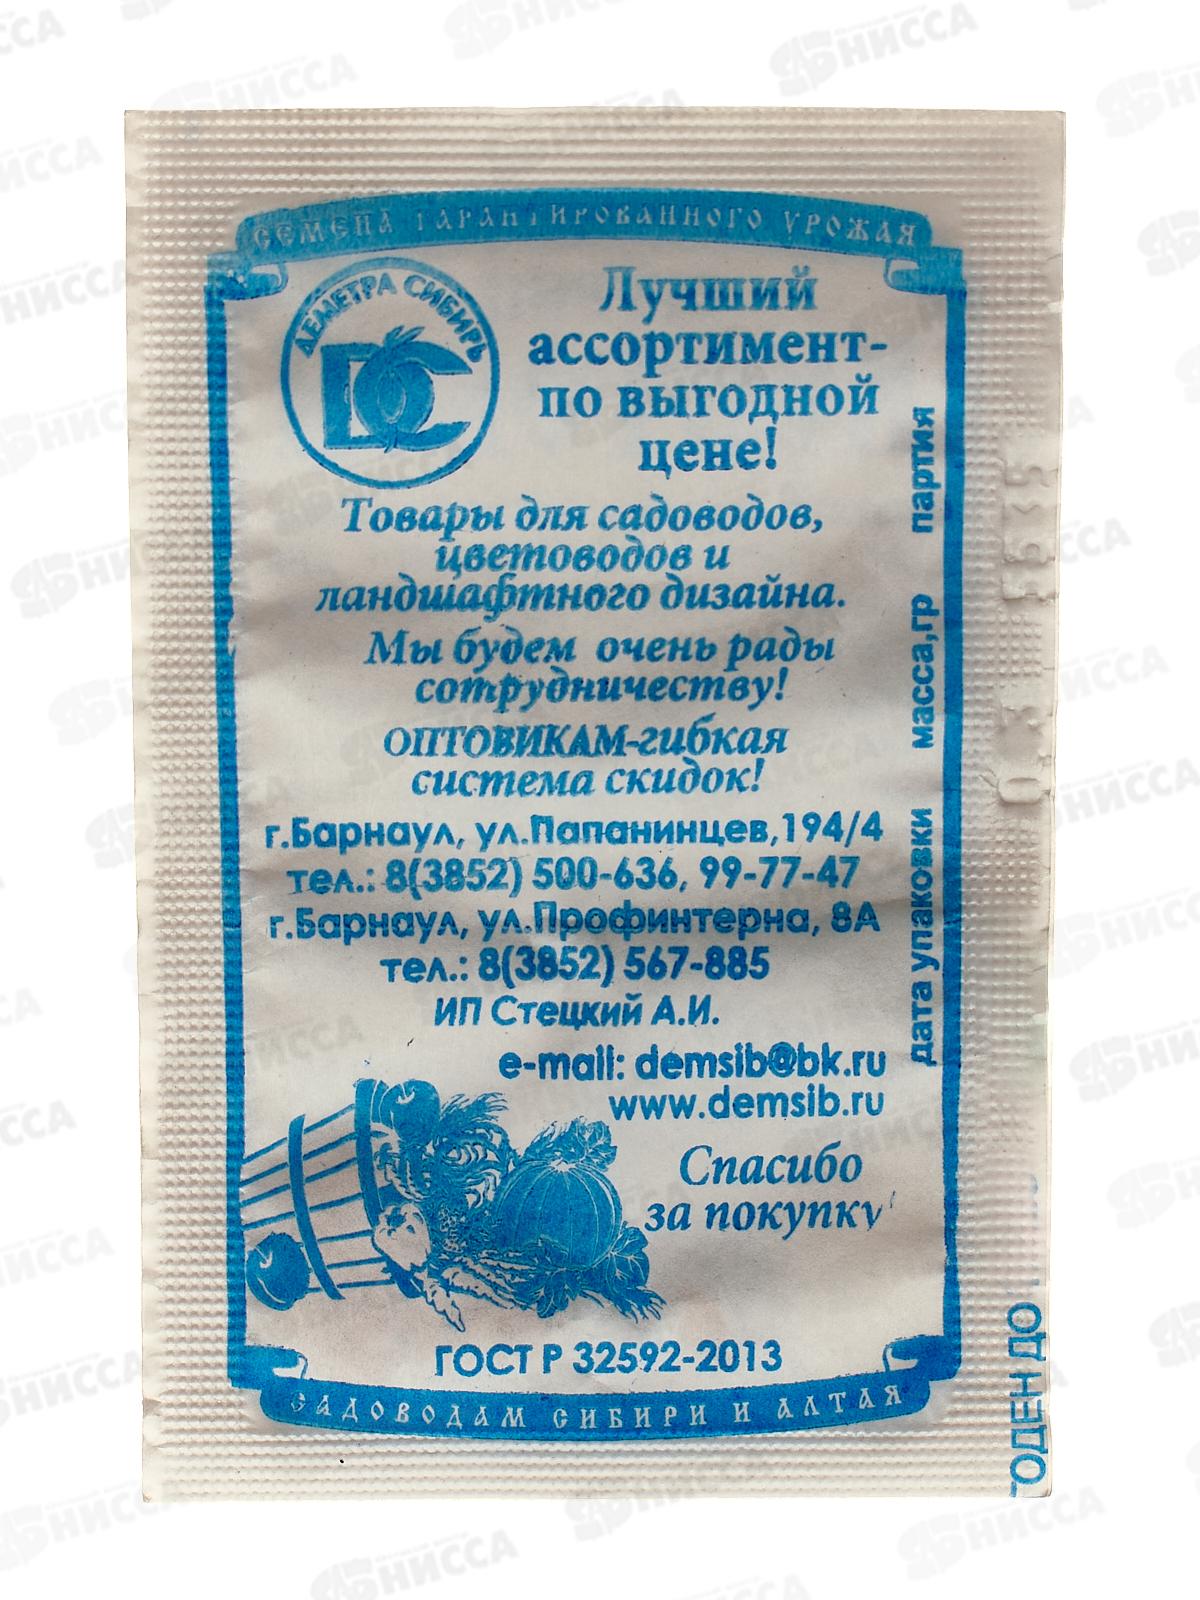 СЕМЕНА ГАРАНТИРОВАННОГО УРОЖАЯ
ДЕМЕТРА СИБИРЬ
ДС
Лучший
ассортимент-
по выгодной
цене!
Товары для садоводов,
цветоводов и
ландшафтного дизайна.
Мы будем очень рады
сотрудничеству!
ОПТОВИКАМ-гибкая
система скидок!
г.Барнаул, ул.Папанинцев,194/4
тел.: 8(3852) 500-636, 99-77-47
г.Барнаул, ул.Профинтерна, 8А
тел.: 8(3852) 567-885
ИП Стецкий А.И.
e-mail: demsib@bk.ru
www.demsib.ru
Спасибо
за покупку
ГОСТ Р 32592-2013
САДОВОДАМ СИБИРИ И АЛТАЯ
дата упаковки масса,гр партия
ГОДЕН ДО
НИССА